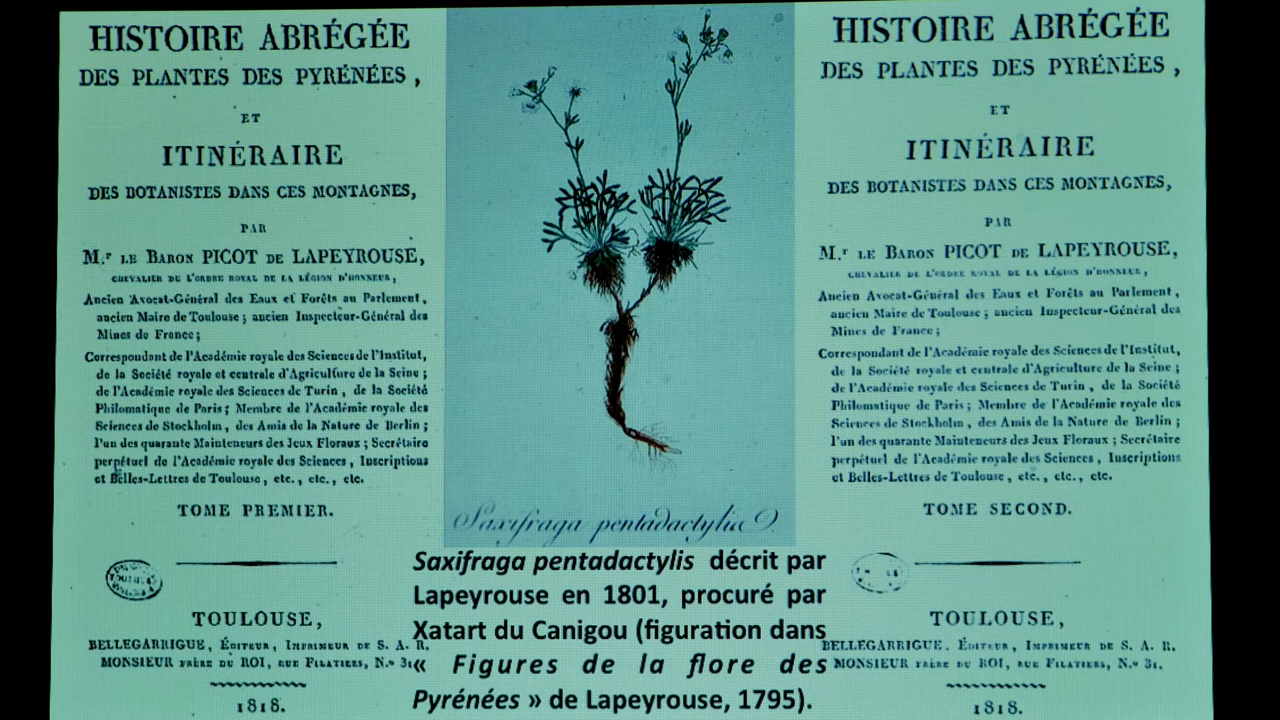 HISTOIRE ABRÉGÉE
DES PLANTES DES PYRÉNÉES,
ET
ITINÉRAIRE
DES BOTANISTES DANS CES MONTAGNES,
PAR
M.r LE BARON PICOT DE LAPEYROUSE,
CHEVALIER DE L'ORDRE ROYAL DE LA LÉGION D'HONNEUR,
Ancien Avocat-Général des Eaux et Forêts au Parlement,
ancien Maire de Toulouse; ancien Inspecteur-Général des
Mines de France;
Correspondant de l'Académie royale des Sciences de l'Institut,
de la Société royale et centrale d'Agriculture de la Seine;
de l'Académie royale des Sciences de Turin, de la Société
Philomatique de Paris; Membre de l'Académie royale des
Sciences de Stockholm, des Amis de la Nature de Berlin;
l'un des quarante Mainteneurs des Jeux Floraux; Secrétaire
perpétuel de l'Académie royale des Sciences, Inscriptions
et Belles-Lettres de Toulouse, etc., etc., etc.
TOME PREMIER.
TOULOUSE,
BELLEGARRIGUE, ÉDITEUR, IMPRIMEUR DE S. A. R.
MONSIEUR FRÈRE DU ROI, RUE FILATIERS, N.o 31.
1818.
Saxifraga pentadactylis
Saxifraga pentadactylis décrit par
Lapeyrouse en 1801, procuré par
Xatart du Canigou (figuration dans
« Figures de la flore des
Pyrénées » de Lapeyrouse, 1795).
HISTOIRE ABRÉGÉE
DES PLANTES DES PYRÉNÉES,
ET
ITINÉRAIRE
DES BOTANISTES DANS CES MONTAGNES,
PAR
M.r LE BARON PICOT DE LAPEYROUSE,
CHEVALIER DE L'ORDRE ROYAL DE LA LÉGION D'HONNEUR,
Ancien Avocat-Général des Eaux et Forêts au Parlement,
ancien Maire de Toulouse; ancien Inspecteur-Général des
Mines de France;
Correspondant de l'Académie royale des Sciences de l'Institut,
de la Société royale et centrale d'Agriculture de la Seine;
de l'Académie royale des Sciences de Turin, de la Société
Philomatique de Paris; Membre de l'Académie royale des
Sciences de Stockholm, des Amis de la Nature de Berlin;
l'un des quarante Mainteneurs des Jeux Floraux; Secrétaire
perpétuel de l'Académie royale des Sciences, Inscriptions
et Belles-Lettres de Toulouse, etc., etc., etc.
TOME SECOND.
TOULOUSE,
BELLEGARRIGUE, ÉDITEUR, IMPRIMEUR DE S. A. R.
MONSIEUR FRÈRE DU ROI, RUE FILATIERS, N.o 31.
1818.